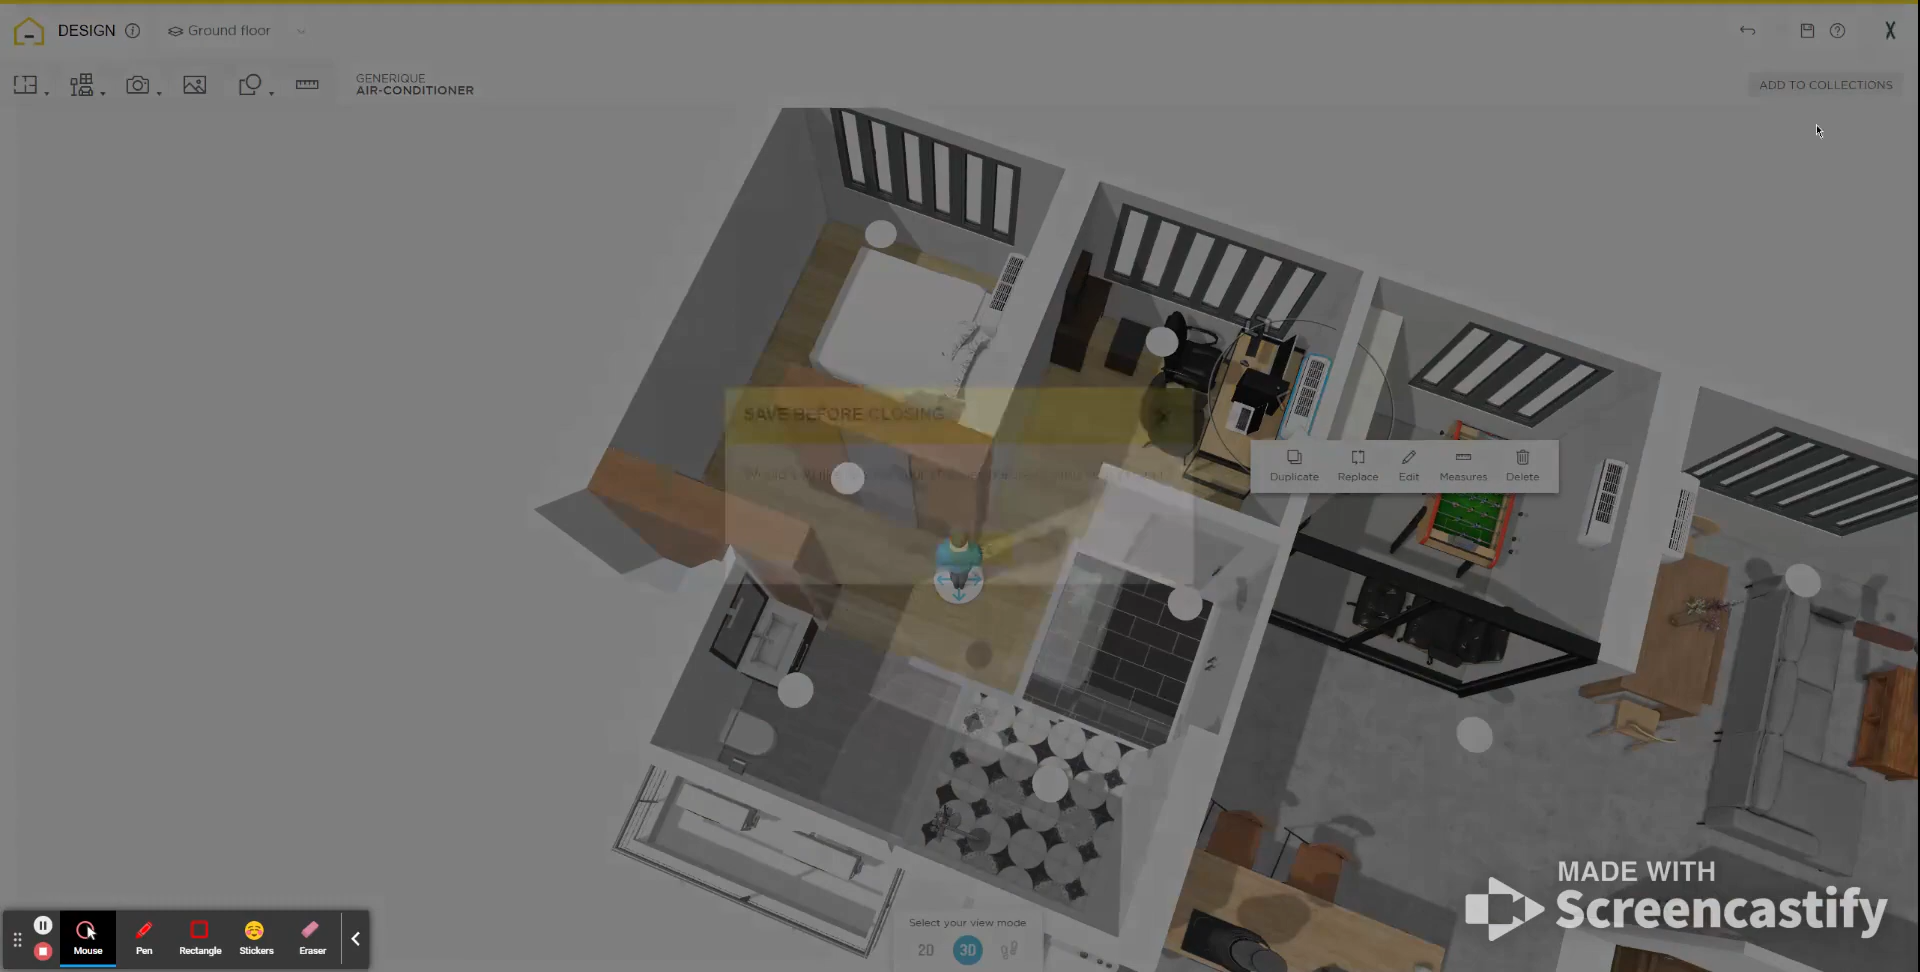 DESIGN
Ground floor
GENERIQUE
AIR-CONDITIONER
ADD TO COLLECTIONS
SAVE BEFORE CLOSING
Duplicate
Replace
Edit
Measures
Delete
Select your view mode
2D
3D
Mouse
Pen
Rectangle
Stickers
Eraser
MADE WITH
Screencastify